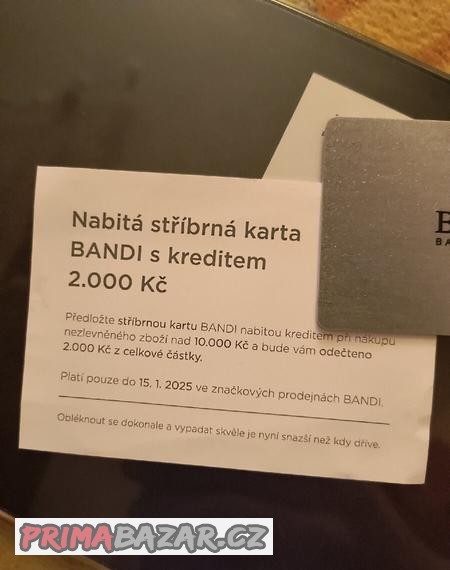 Nabitá stříbrná karta
BANDI s kreditem
2.000 Kč
Předložte stříbrnou kartu BANDI nabitou kreditem při nákupu
nezlevněného zboží nad 10.000 Kč a bude vám odečteno
2.000 Kč z celkové částky.
Platí pouze do 15. 1. 2025 ve značkových prodejnách BANDI.
Obléknout se dokonale a vypadat skvěle je nyní snazší než kdy dříve.
B
BA
PRIMABAZAR.CZ